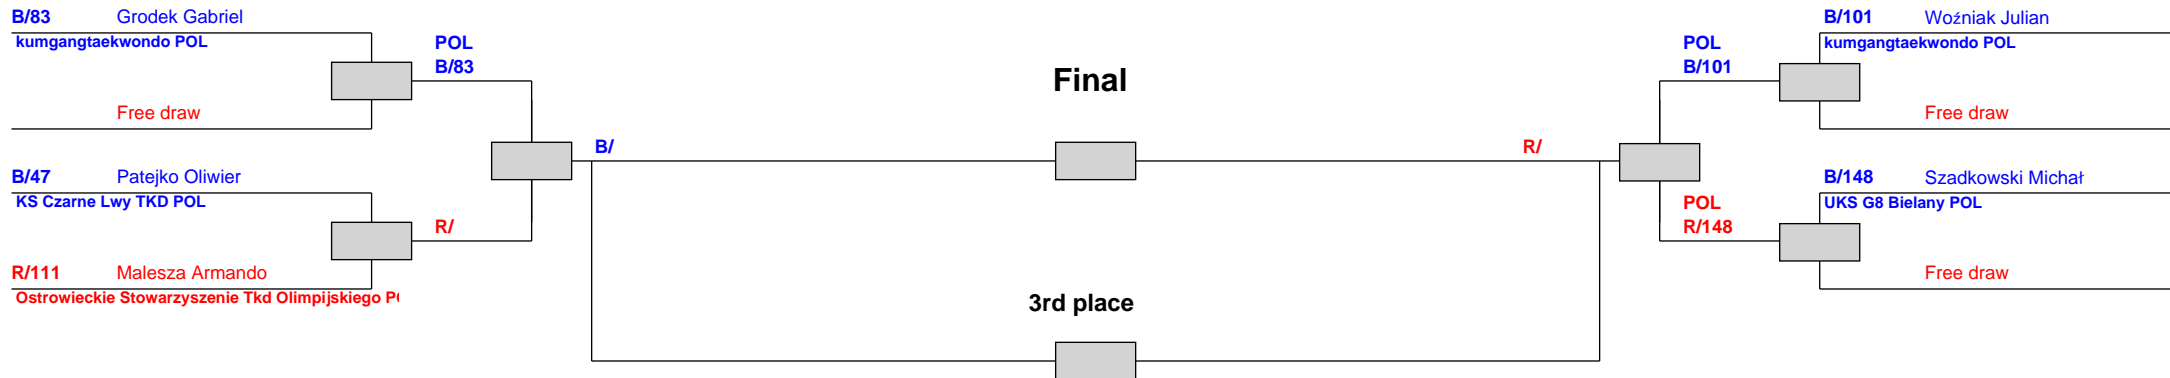 B/83 Grodek Gabriel
kumgangtaekwondo POL
Free draw
POL
B/83
B/47 Patejko Oliwier
KS Czarne Lwy TKD POL
R/111 Malesza Armando
Ostrowieckie Stowarzyszenie Tkd Olimpijskiego
R/
B/
Final
3rd place
R/
POL
B/101
POL
R/148
B/101 Woźniak Julian
kumgangtaekwondo POL
Free draw
B/148 Szadkowski Michał
UKS G8 Bielany POL
Free draw